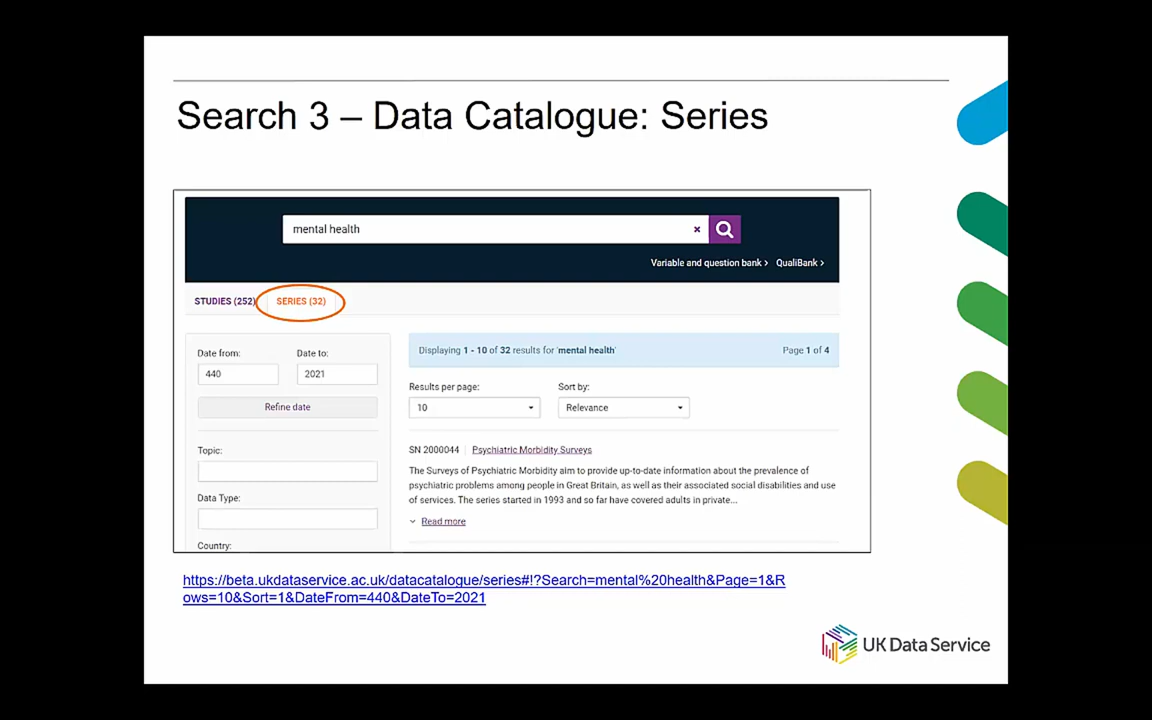 Search 3 – Data Catalogue: Series
mental health
×
Variable and question bank >
QualiBank >
STUDIES (252)
SERIES (32)
Date from:
Date to:
440
2021
Refine date
Topic:
Data Type:
Country:
Displaying 1 - 10 of 32 results for 'mental health'
Page 1 of 4
Results per page:
Sort by:
10
Relevance
SN 2000044 | Psychiatric Morbidity Surveys
The Surveys of Psychiatric Morbidity aim to provide up-to-date information about the prevalence of
psychiatric problems among people in Great Britain, as well as their associated social disabilities and use
of services. The series started in 1993 and so far have covered adults in private...
Read more
https://beta.ukdataservice.ac.uk/datacatalogue/series#!?Search=mental%20health&Page=1&R
ows=10&Sort=1&DateFrom=440&DateTo=2021
UK Data Service